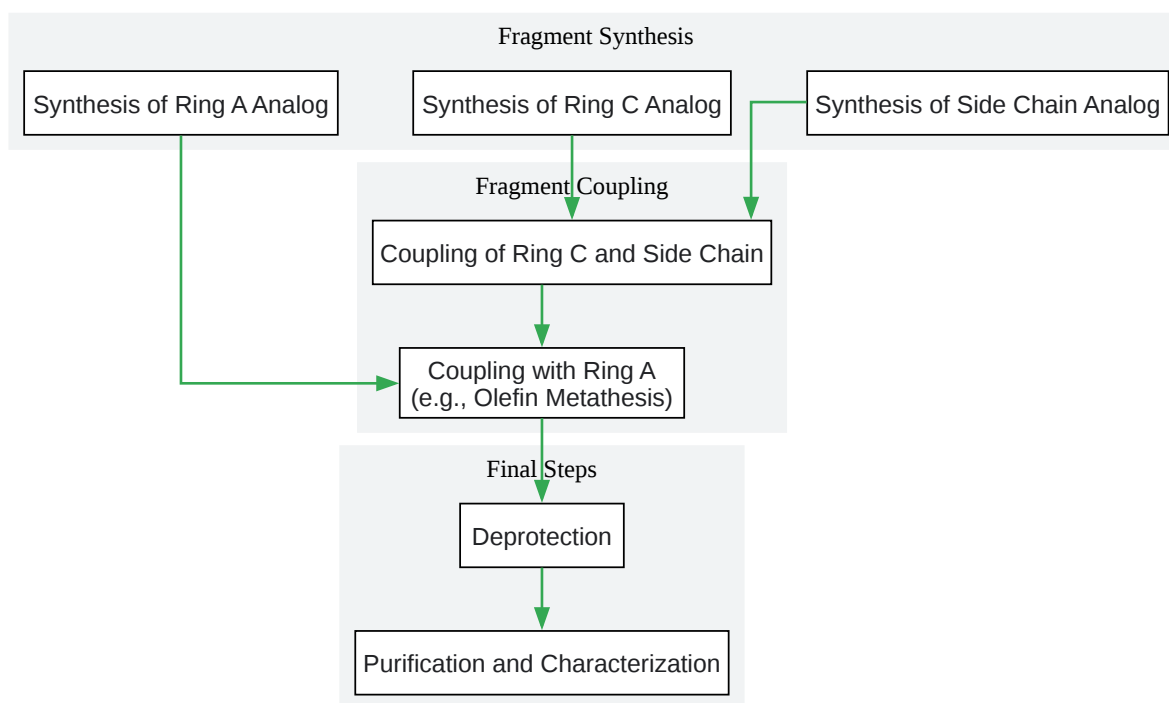 Fragment Synthesis
Synthesis of Ring A Analog
Synthesis of Ring C Analog
Synthesis of Side Chain Analog
Fragment Coupling
Coupling of Ring C and Side Chain
Coupling with Ring A
(e.g., Olefin Metathesis)
Final Steps
Deprotection
Purification and Characterization